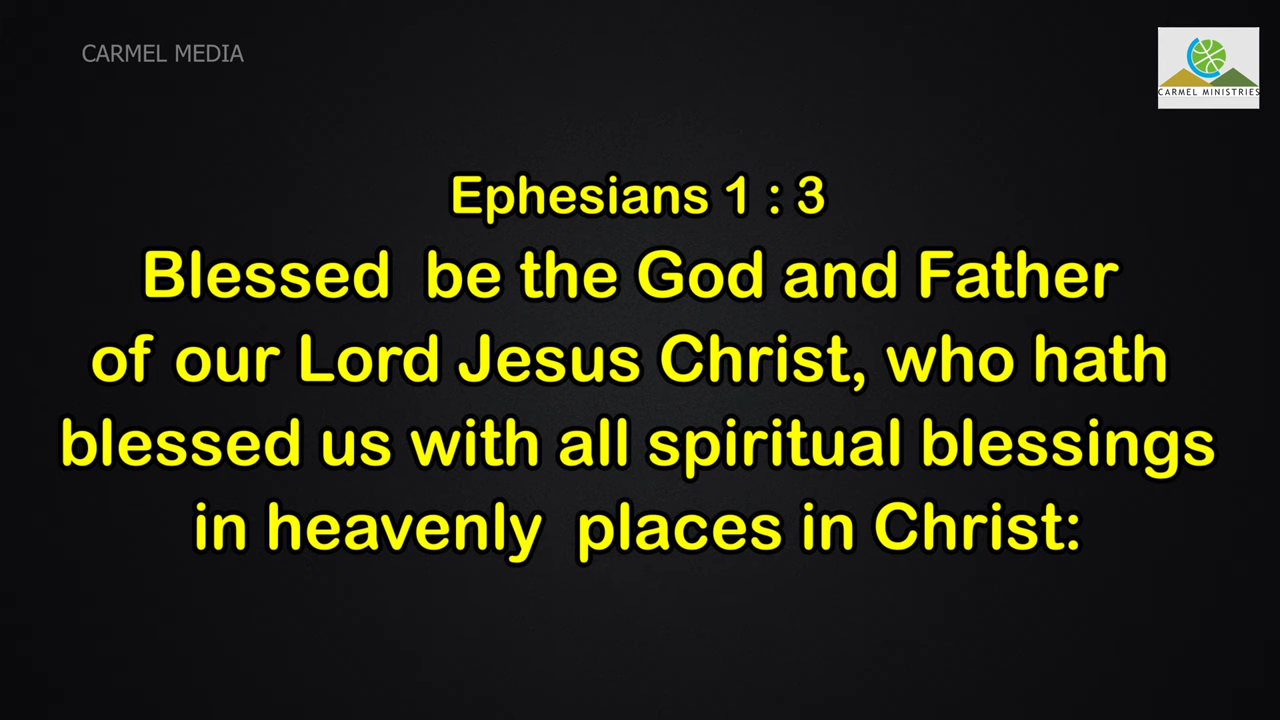 CARMEL MEDIA
CARMEL MINISTRIES
Ephesians 1 : 3
Blessed be the God and Father
of our Lord Jesus Christ, who hath
blessed us with all spiritual blessings
in heavenly places in Christ: